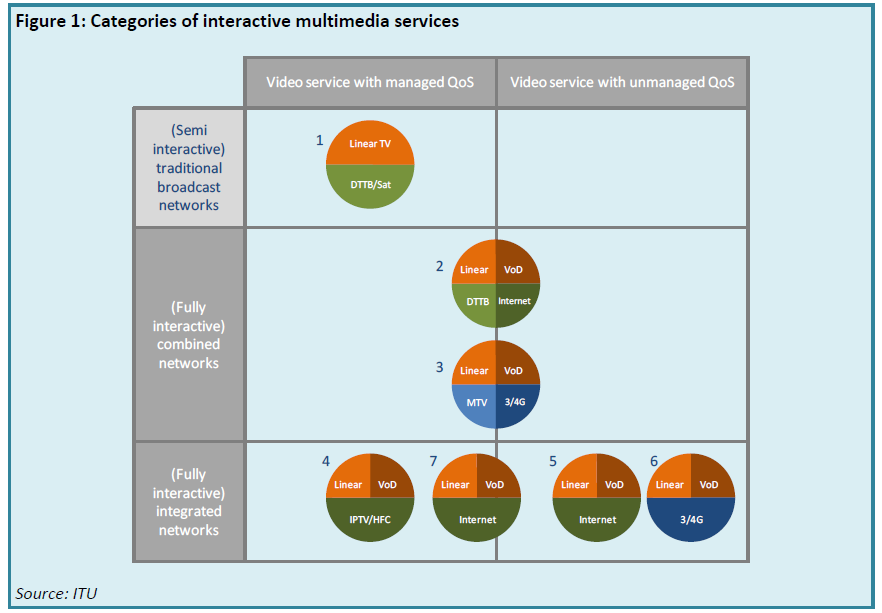 Figure 1: Categories of interactive multimedia services
Video service with managed QoS
Video service with unmanaged QoS
(Semi
interactive)
traditional
broadcast
networks
1
Linear TV
DTTB/Sat
(Fully
interactive)
combined
networks
2
Linear
VoD
DTTB
Internet
3
Linear
VoD
MTV
3/4G
(Fully
interactive)
integrated
networks
4
Linear
VoD
IPTV/HFC
7
Linear
VoD
Internet
5
Linear
VoD
Internet
6
Linear
VoD
3/4G
Source: ITU